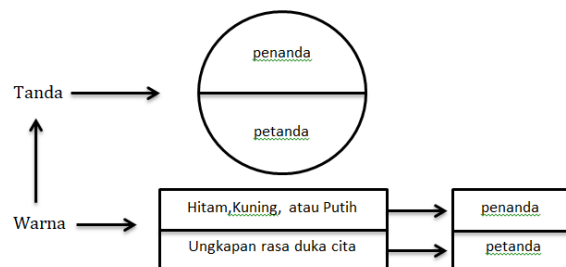 penanda
Tanda
petanda
Hitam,Kuning, atau Putih
penanda
Warna
Ungkapan rasa duka cita
petanda